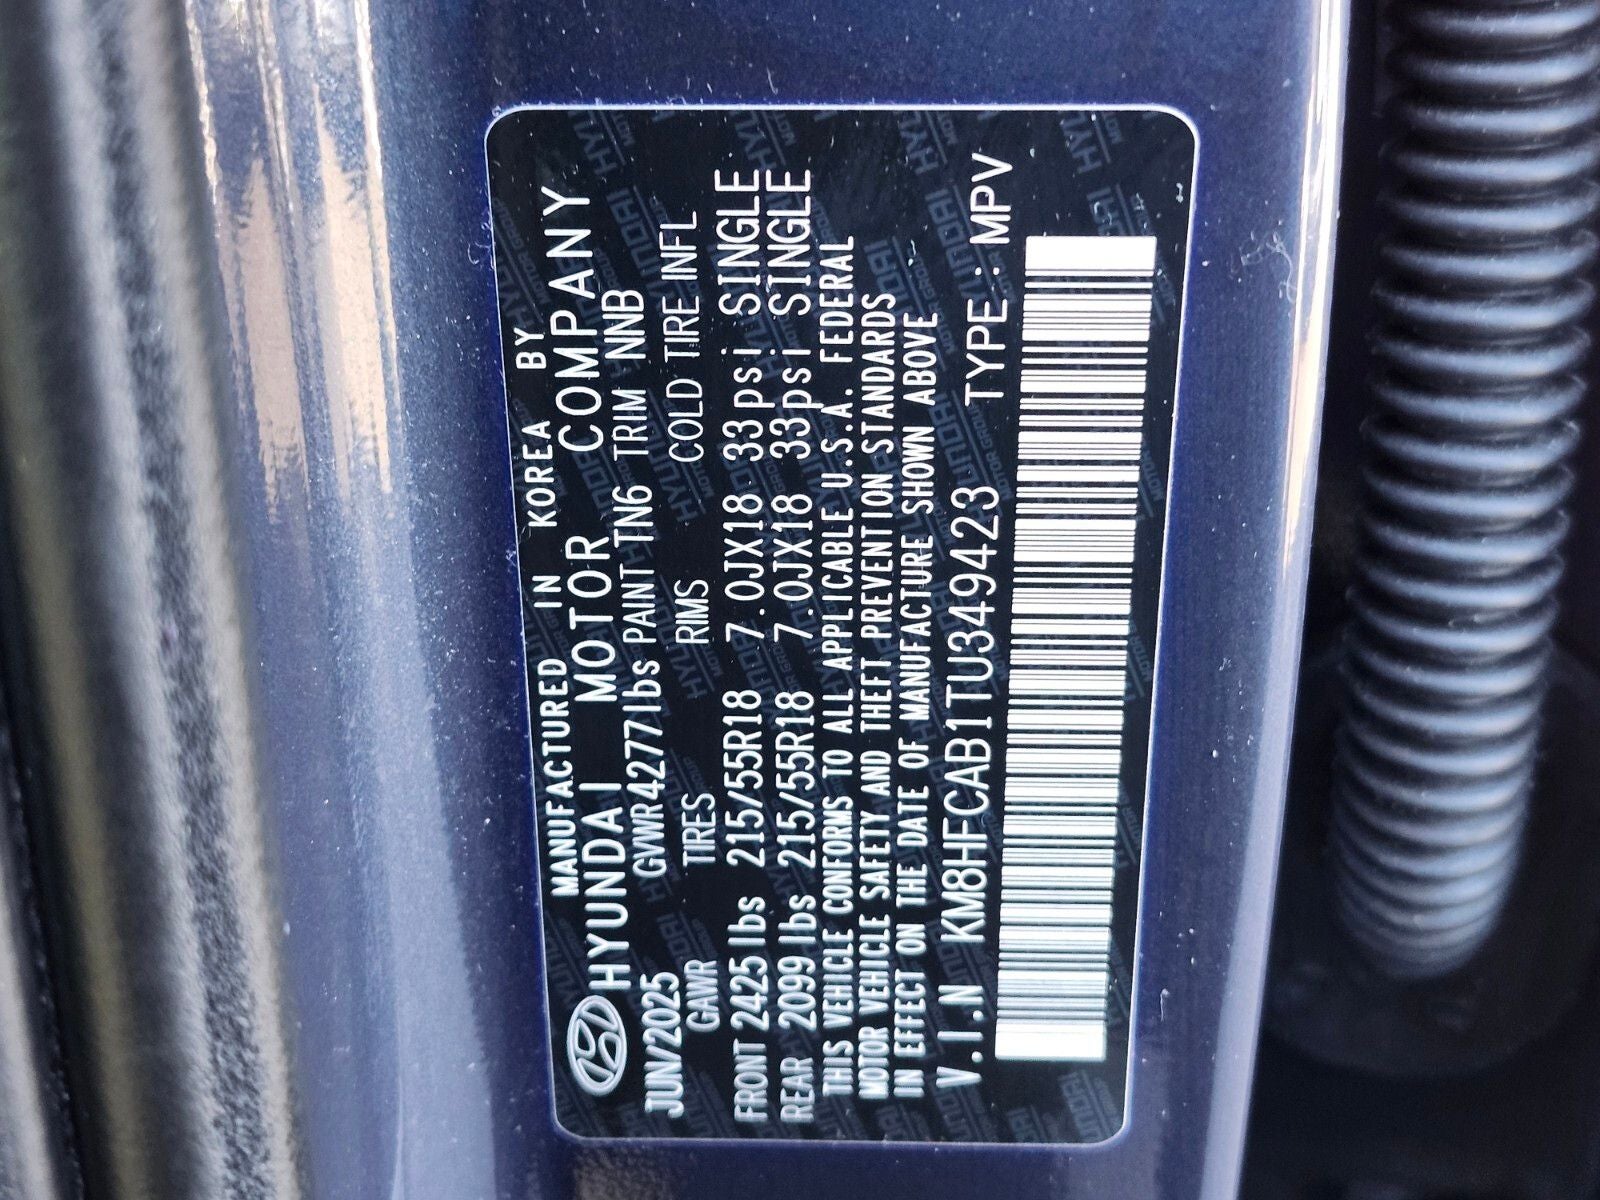 MANUFACTURED IN KOREA BY
HYUNDAI MOTOR COMPANY
JUN/2025 GVWR4277lbs PAINT TN6 TRIM NNB
GAWR TIRES RIMS COLD TIRE INFL
FRONT 2425lbs 215/55R18 7.0JX18 33psi SINGLE
REAR 2099lbs 215/55R18 7.0JX18 33psi SINGLE
THIS VEHICLE CONFORMS TO ALL APPLICABLE U.S.A. FEDERAL
MOTOR VEHICLE SAFETY AND THEFT PREVENTION STANDARDS
IN EFFECT ON THE DATE OF MANUFACTURE SHOWN ABOVE
V.I.N KM8HFCAB1TU349423 TYPE:MPV